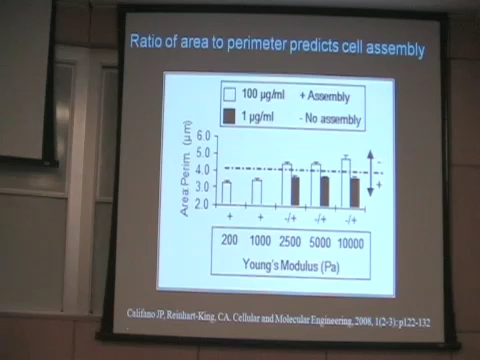 Ratio of area to perimeter predicts cell assembly
100 µg/ml + Assembly
1 µg/ml - No assembly
Area Perim. (µm)
6.0
5.0
4.0
3.0
2.0
-
+
+ + -/+ -/+ -/+
200 1000 2500 5000 10000
Young's Modulus (Pa)
Califano JP, Reinhart-King, CA. Cellular and Molecular Engineering, 2008, 1(2-3); p122-132